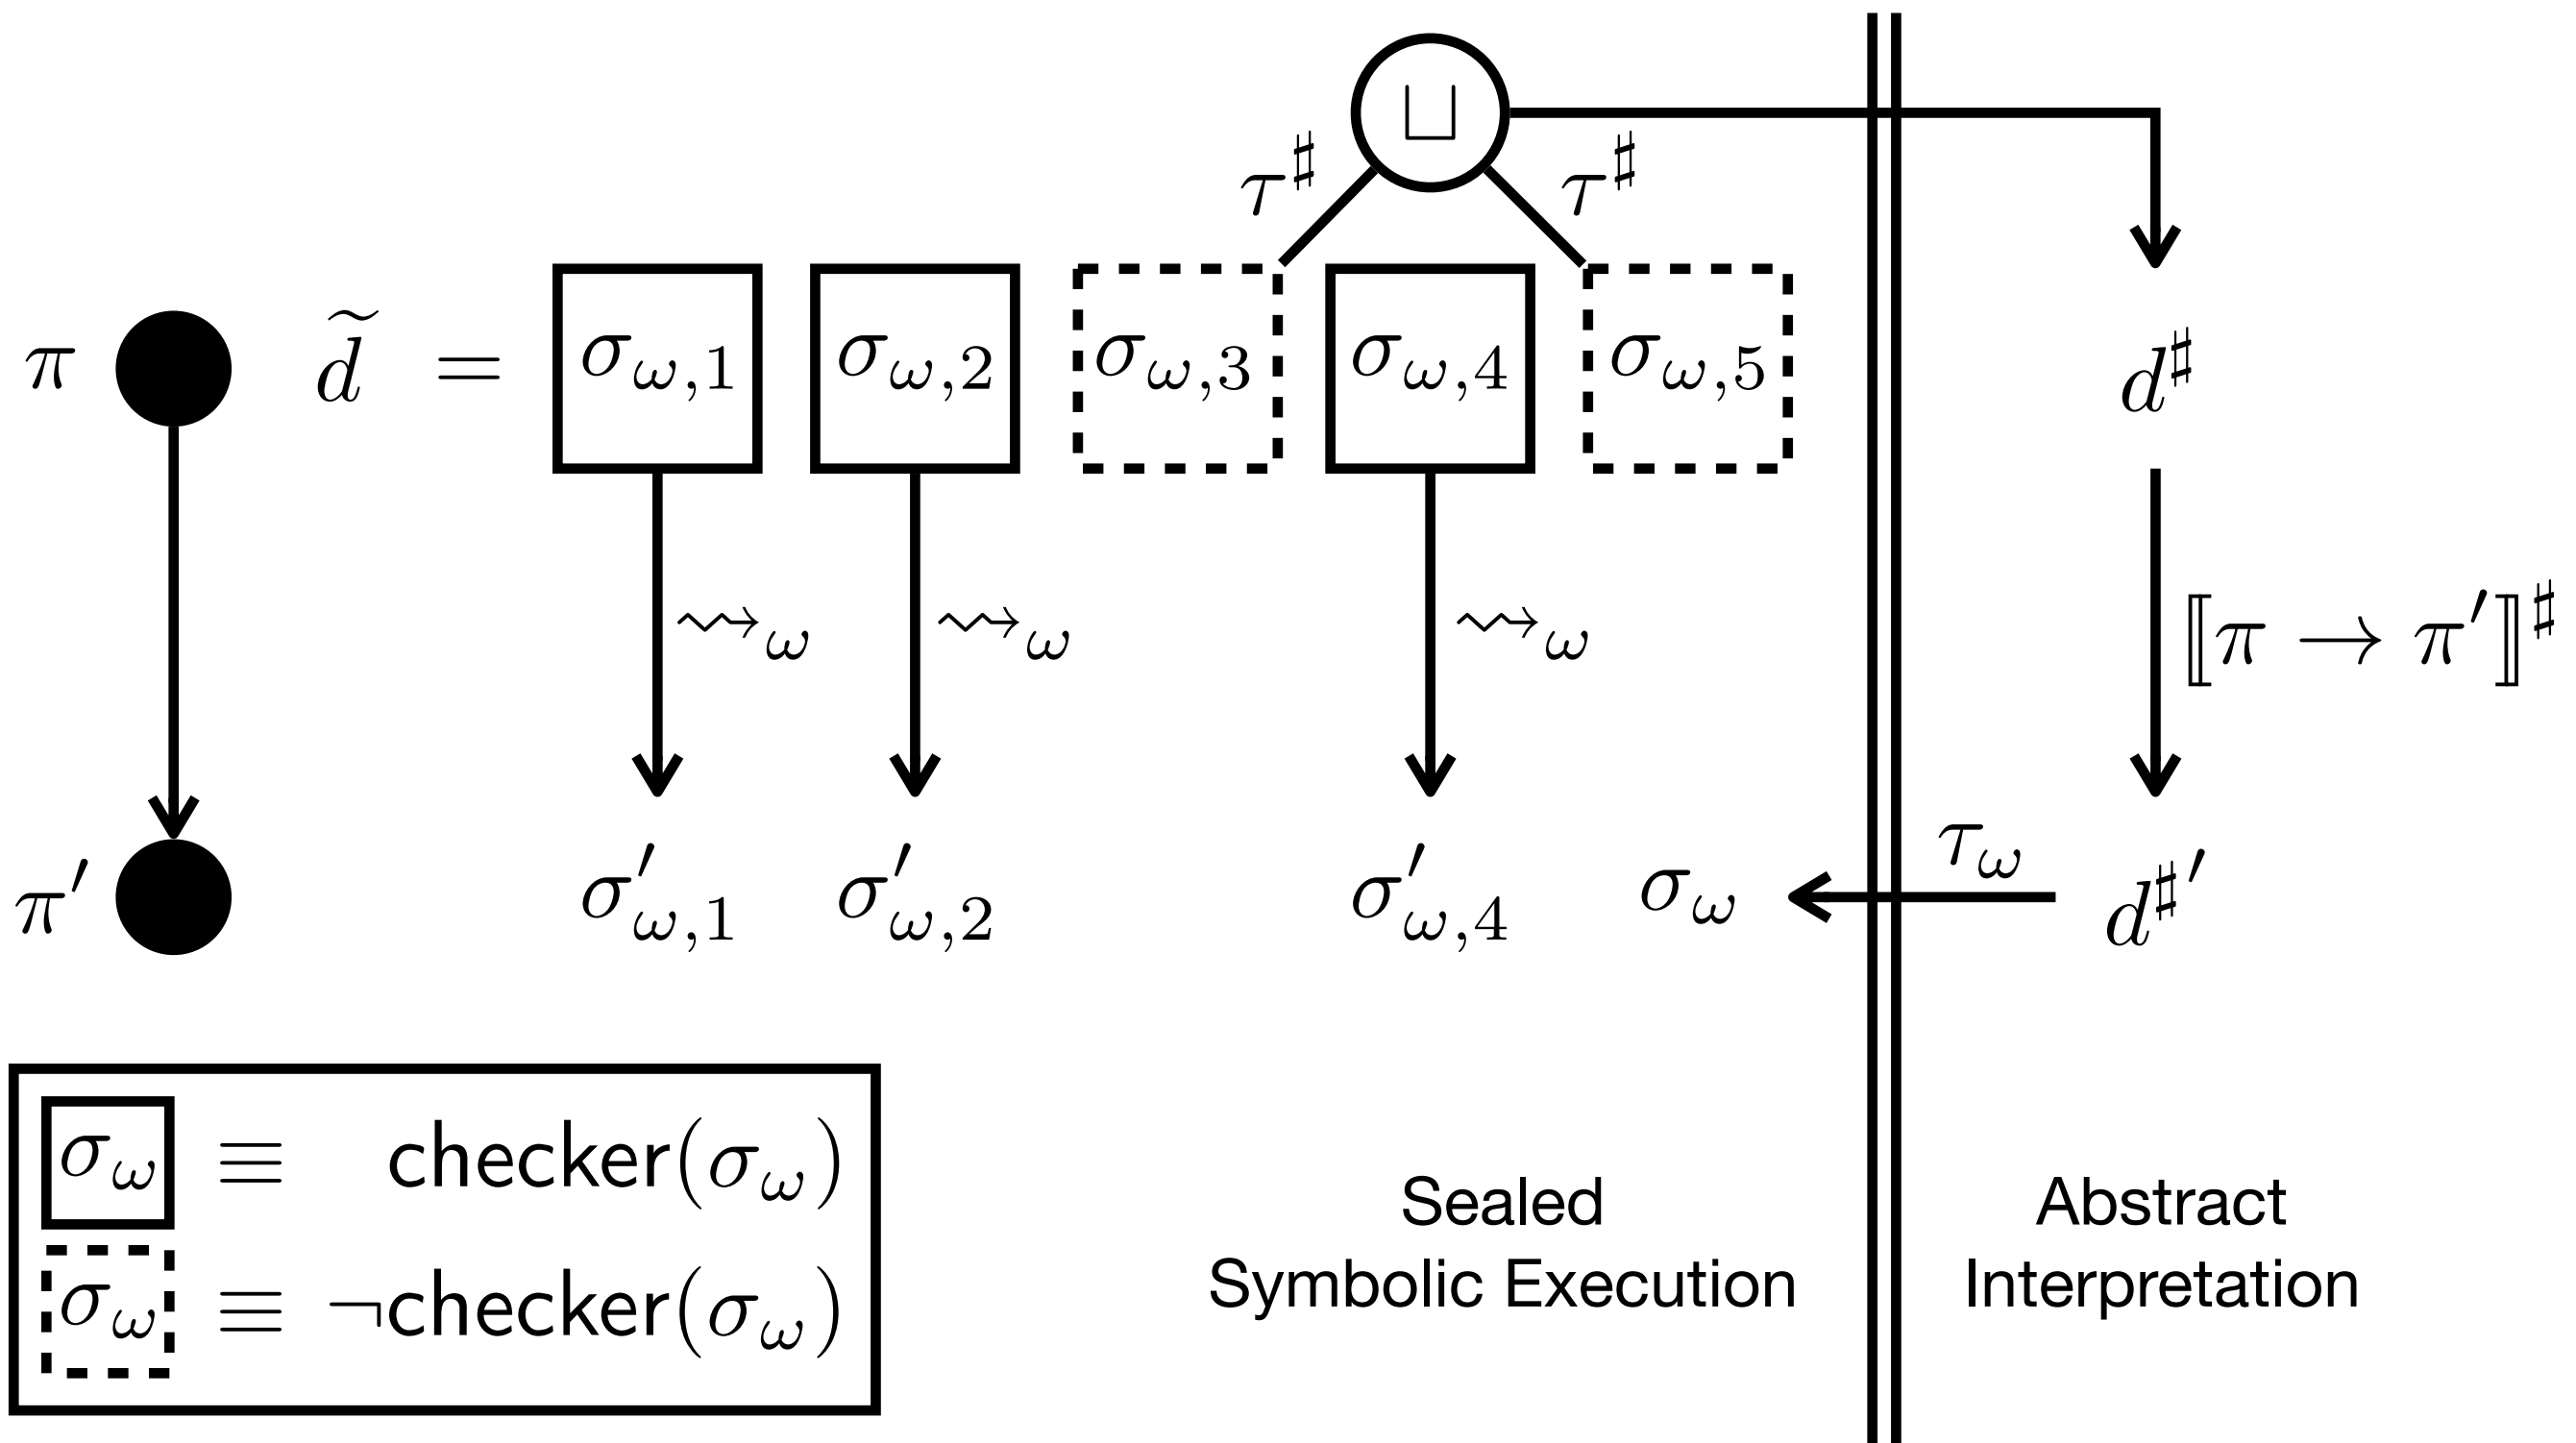 ⊔
τ♯ τ♯
π d̃ = σω,1 σω,2 σω,3 σω,4 σω,5 d♯
⇝ω ⇝ω ⇝ω ⟦π → π′⟧♯
τω
π′ σ′ω,1 σ′ω,2 σ′ω,4 σω d♯′
σω ≡ checker(σω)
σω ≡ ¬checker(σω)
Sealed
Symbolic Execution
Abstract
Interpretation